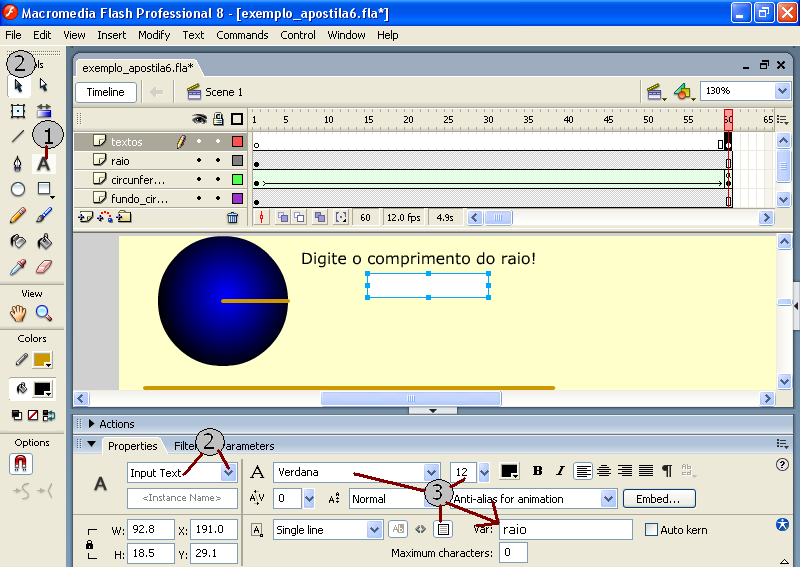 Macromedia Flash Professional 8 - [exemplo_apostila6.fla*]
File Edit View Insert Modify Text Commands Control Window Help
2 ls
exemplo_apostila6.fla*
Timeline Scene 1 130%
1 5 10 15 20 25 30 35 40 45 50 55 60 65
1
textos
raio
circunfer...
fundo_cir...
60 12.0 fps 4.9s
Digite o comprimento do raio!
View
Colors
Options
Actions
Properties Filte 2 arameters
A Input Text A Verdana 12 B I
<Instance Name> A V 0 Normal 3 Anti-alias for animation Embed...
W: 92.8 X: 191.0 A Single line AB <> Var: raio Auto kern
H: 18.5 Y: 29.1 Maximum characters: 0